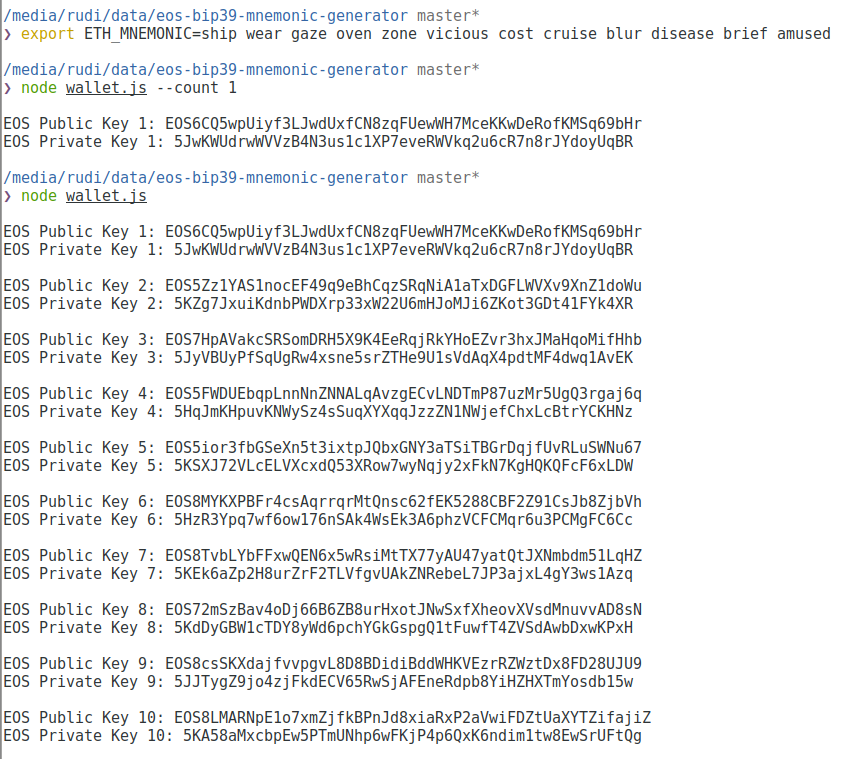 /media/rudi/data/eos-bip39-mnemonic-generator master*
❯ export ETH_MNEMONIC=ship wear gaze oven zone vicious cost cruise blur disease brief amused
/media/rudi/data/eos-bip39-mnemonic-generator master*
❯ node wallet.js --count 1
EOS Public Key 1: EOS6CQ5wpUiyf3LJwdUxfCN8zqFUewWH7MceKKwDeRofKMSq69bHr
EOS Private Key 1: 5JwKWUdrwWVVzB4N3us1c1XP7eveRWVkq2u6cR7n8rJYdoyUqBR
/media/rudi/data/eos-bip39-mnemonic-generator master*
❯ node wallet.js
EOS Public Key 1: EOS6CQ5wpUiyf3LJwdUxfCN8zqFUewWH7MceKKwDeRofKMSq69bHr
EOS Private Key 1: 5JwKWUdrwWVVzB4N3us1c1XP7eveRWVkq2u6cR7n8rJYdoyUqBR
EOS Public Key 2: EOS5Zz1YAS1nocEF49q9eBhCqzSRqNiA1aTxDGFLWVXv9XnZ1doWu
EOS Private Key 2: 5KZg7JxuiKdnbPWDXrp33xW22U6mHJoMJi6ZKot3GDt41FYk4XR
EOS Public Key 3: EOS7HpAVakcSRSomDRH5X9K4EeRqjRkYHoEZvr3hxJMaHqoMifHhb
EOS Private Key 3: 5JyVBUyPfSqUgRw4xsne5srZTHe9U1sVdAqX4pdtMF4dwq1AvEK
EOS Public Key 4: EOS5FWDUEbqpLnnNnZNNALqAvzgECvLNDTmP87uzMr5UgQ3rgaj6q
EOS Private Key 4: 5HqJmKHpuvKNWySz4sSuqXYXqqJzzZN1NWjefChxLcBtrYCKHNz
EOS Public Key 5: EOS5ior3fbGSeXn5t3ixtpJQbxGNY3aTSiTBGrDqjfUvRLuSWNu67
EOS Private Key 5: 5KSXJ72VLcELVXcxdQ53XRow7wyNqjy2xFkN7KgHQKQFcF6xLDW
EOS Public Key 6: EOS8MYKXPBFr4csAqrrqrMtQnsc62fEK5288CBF2Z91CsJb8ZjbVh
EOS Private Key 6: 5HzR3Ypq7wf6ow176nSAk4WsEk3A6phzVCFCMqr6u3PCMgFC6Cc
EOS Public Key 7: EOS8TvbLYbFFxwQEN6x5wRsiMtTX77yAU47yatQtJXNmbdm51LqHZ
EOS Private Key 7: 5KEk6aZp2H8urZrF2TLVfgvUAkZNRebeL7JP3ajxL4gY3ws1Azq
EOS Public Key 8: EOS72mSzBav4oDj66B6ZB8urHxotJNwSxfXheovXVsdMnuvvAD8sN
EOS Private Key 8: 5KdDyGBW1cTDY8yWd6pchYGkGspgQ1tFuwfT4ZVSdAwbDxwKPxH
EOS Public Key 9: EOS8csSKXdajfvvpgvL8D8BDidiBddWHKVEzrRZWztDx8FD28UJU9
EOS Private Key 9: 5JJTygZ9jo4zjFkdECV65RwSjAFEneRdpb8YiHZHXTmYosdb15w
EOS Public Key 10: EOS8LMARNpE1o7xmZjfkBPnJd8xiaRxP2aVwiFDZtUaXYTZifajiZ
EOS Private Key 10: 5KA58aMxcbpEw5PTmUNhp6wFKjP4p6QxK6ndim1tw8EwSrUFtQg